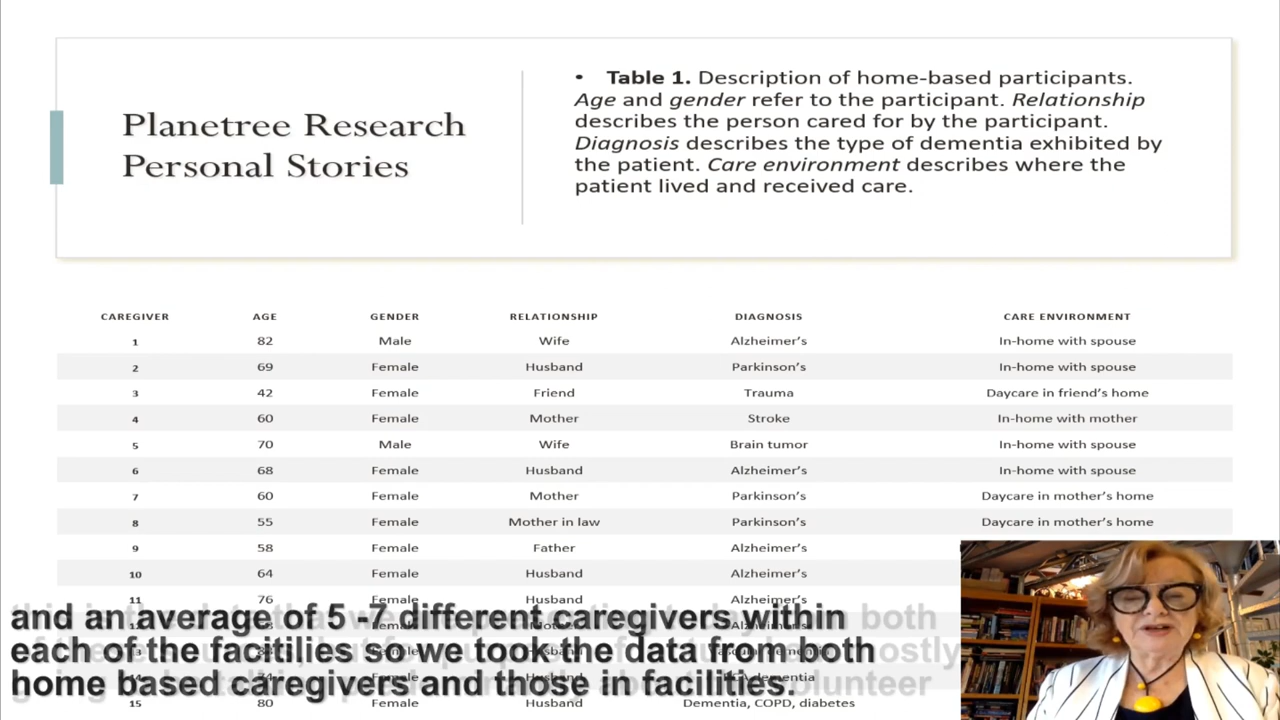 Planetree Research
Personal Stories
• Table 1. Description of home-based participants.
Age and gender refer to the participant. Relationship
describes the person cared for by the participant.
Diagnosis describes the type of dementia exhibited by
the patient. Care environment describes where the
patient lived and received care.
CAREGIVER AGE GENDER RELATIONSHIP DIAGNOSIS CARE ENVIRONMENT
1 82 Male Wife Alzheimer's In-home with spouse
2 69 Female Husband Parkinson's In-home with spouse
3 42 Female Friend Trauma Daycare in friend's home
4 60 Female Mother Stroke In-home with mother
5 70 Male Wife Brain tumor In-home with spouse
6 68 Female Husband Alzheimer's In-home with spouse
7 60 Female Mother Parkinson's Daycare in mother's home
8 55 Female Mother in law Parkinson's Daycare in mother's home
9 58 Female Father Alzheimer's
10 64 Female Husband Alzheimer's
11 76 Female Husband Alzheimer's
and an average of 5 -7 different caregivers within both
each of the facitilies so we took the data from both mostly
home based caregivers and those in facilities. volunteer
15 80 Female Husband Dementia, COPD, diabetes